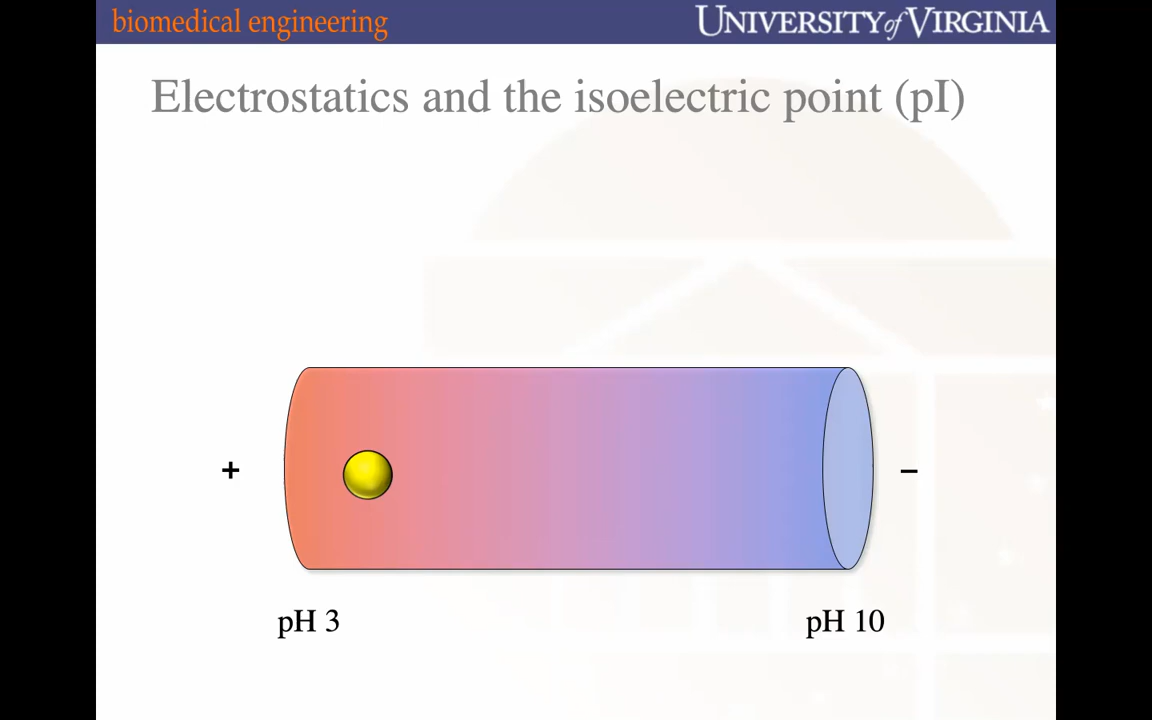 biomedical engineering
UNIVERSITY of VIRGINIA
Electrostatics and the isoelectric point (pI)
+
–
pH 3
pH 10